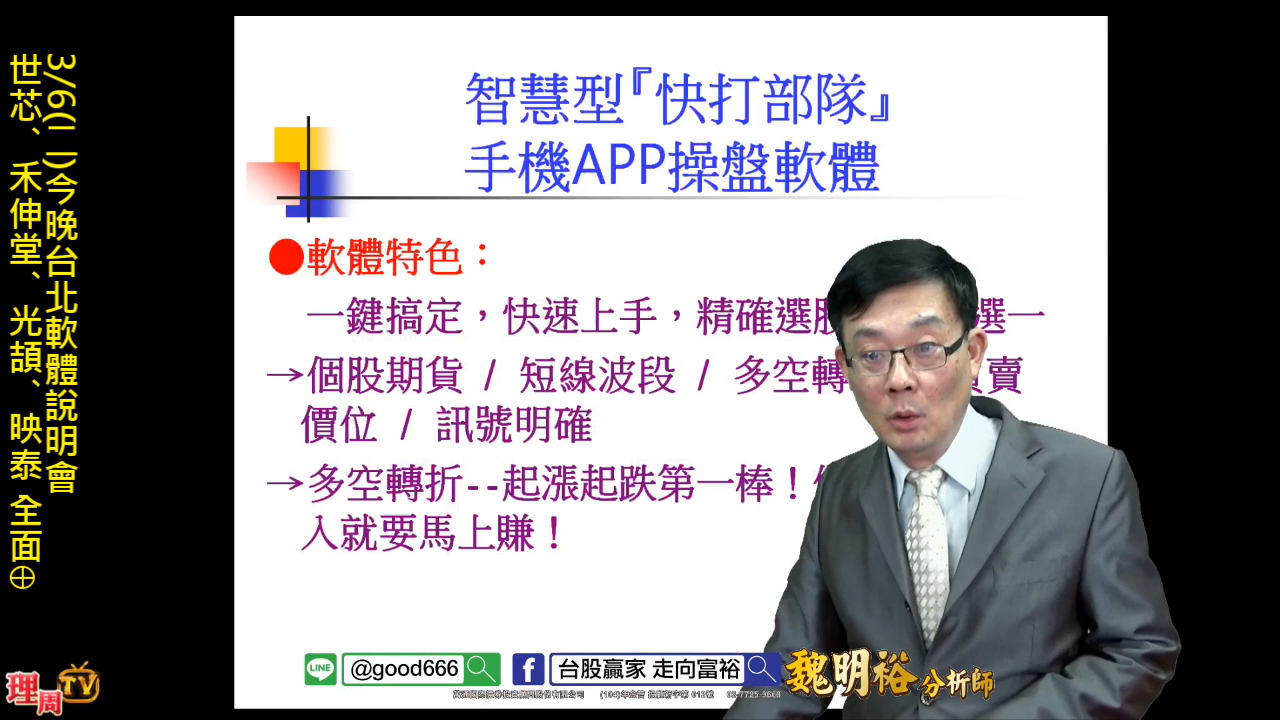 3/6(二)今晚台北軟體說明會
世芯、禾伸堂、光頡、映泰 全面⊕
智慧型『快打部隊』
手機APP操盤軟體
●軟體特色：
一鍵搞定，快速上手，精確選股 選一
→個股期貨 / 短線波段 / 多空轉 賣
價位 / 訊號明確
→多空轉折--起漲起跌第一棒！
入就要馬上賺！
LINE @good666
f 台股贏家 走向富裕
魏明裕 分析師
理周TV